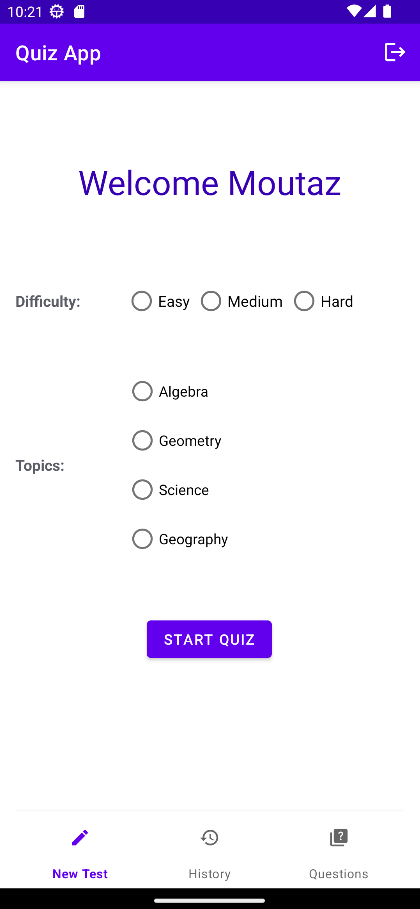 10:21
Quiz App
Welcome Moutaz
Difficulty: Easy Medium Hard
Algebra
Geometry
Topics:
Science
Geography
START QUIZ
New Test History Questions